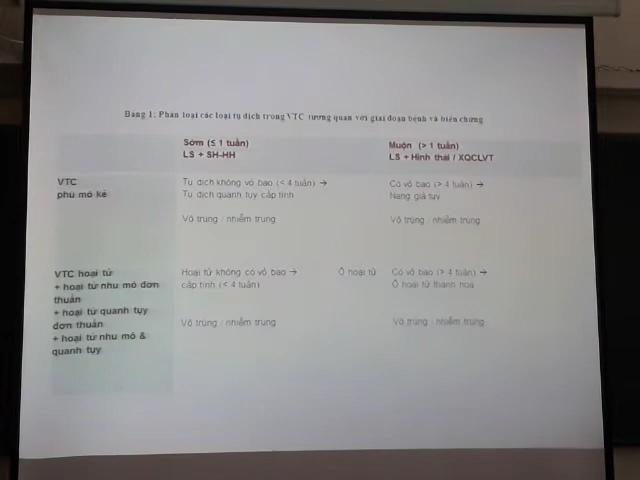 Bảng 1: Phân loại các loại tụ dịch trong VTC tương quan với giai đoạn bệnh và biến chứng
Sớm (≤ 1 tuần)
LS + SH-HH
Muộn (> 1 tuần)
LS + Hình thái / XQCLVT
VTC
phù mô kẽ
Tụ dịch không vỏ bao (< 4 tuần) →
Tụ dịch quanh tụy cấp tính
Vô trùng / nhiễm trùng
Có vỏ bao (> 4 tuần) →
Nang giả tụy
Vô trùng / nhiễm trùng
VTC hoại tử
+ hoại tử nhu mô đơn
thuần
+ hoại tử quanh tụy
đơn thuần
+ hoại tử nhu mô &
quanh tụy
Hoại tử không có vỏ bao → Ổ hoại tử
cấp tính (< 4 tuần)
Vô trùng / nhiễm trùng
Có vỏ bao (> 4 tuần) →
Ổ hoại tử thành hóa
Vô trùng / nhiễm trùng